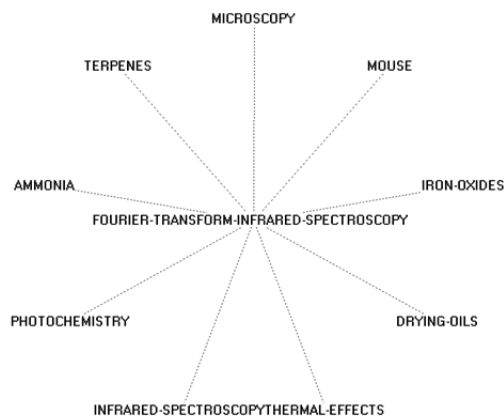 MICROSCOPY
TERPENES MOUSE
AMMONIA IRON-OXIDES
FOURIER-TRANSFORM-INFRARED-SPECTROSCOPY
PHOTOCHEMISTRY DRYING-OILS
INFRARED-SPECTROSCOPYTHERMAL-EFFECTS